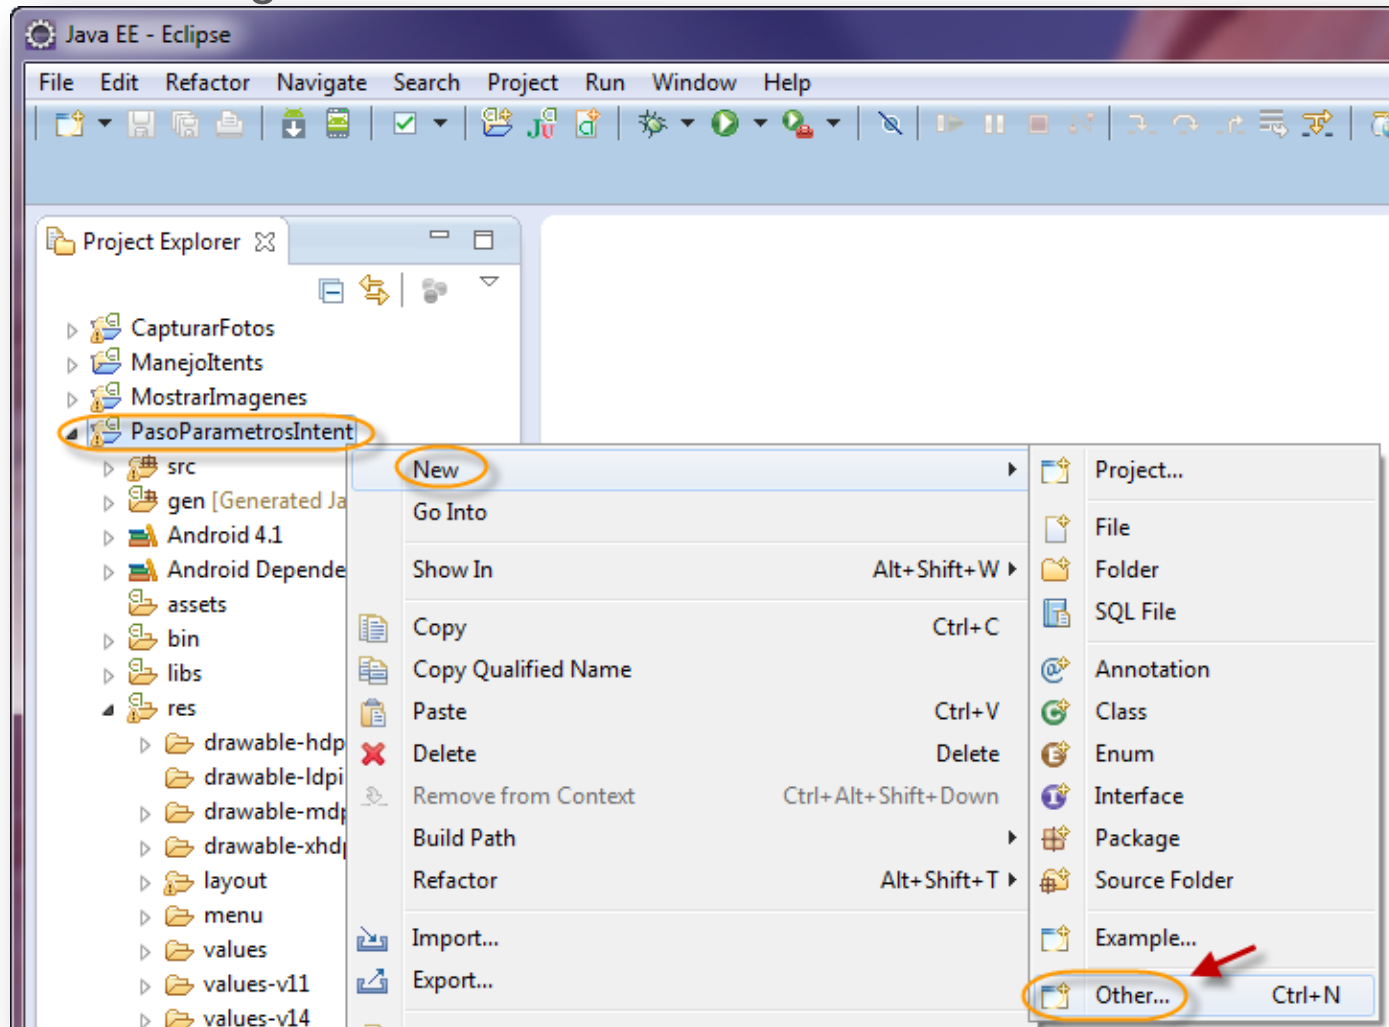 Java EE - Eclipse
File Edit Refactor Navigate Search Project Run Window Help
Project Explorer
CapturarFotos
ManejoItents
MostrarImagenes
PasoParametrosIntent
src
gen [Generated Ja
Android 4.1
Android Depende
assets
bin
libs
res
drawable-hdp
drawable-ldpi
drawable-mdp
drawable-xhdp
layout
menu
values
values-v11
values-v14
New
Go Into
Show In Alt+Shift+W
Copy Ctrl+C
Copy Qualified Name
Paste Ctrl+V
Delete Delete
Remove from Context Ctrl+Alt+Shift+Down
Build Path
Refactor Alt+Shift+T
Import...
Export...
Project...
File
Folder
SQL File
Annotation
Class
Enum
Interface
Package
Source Folder
Example...
Other... Ctrl+N